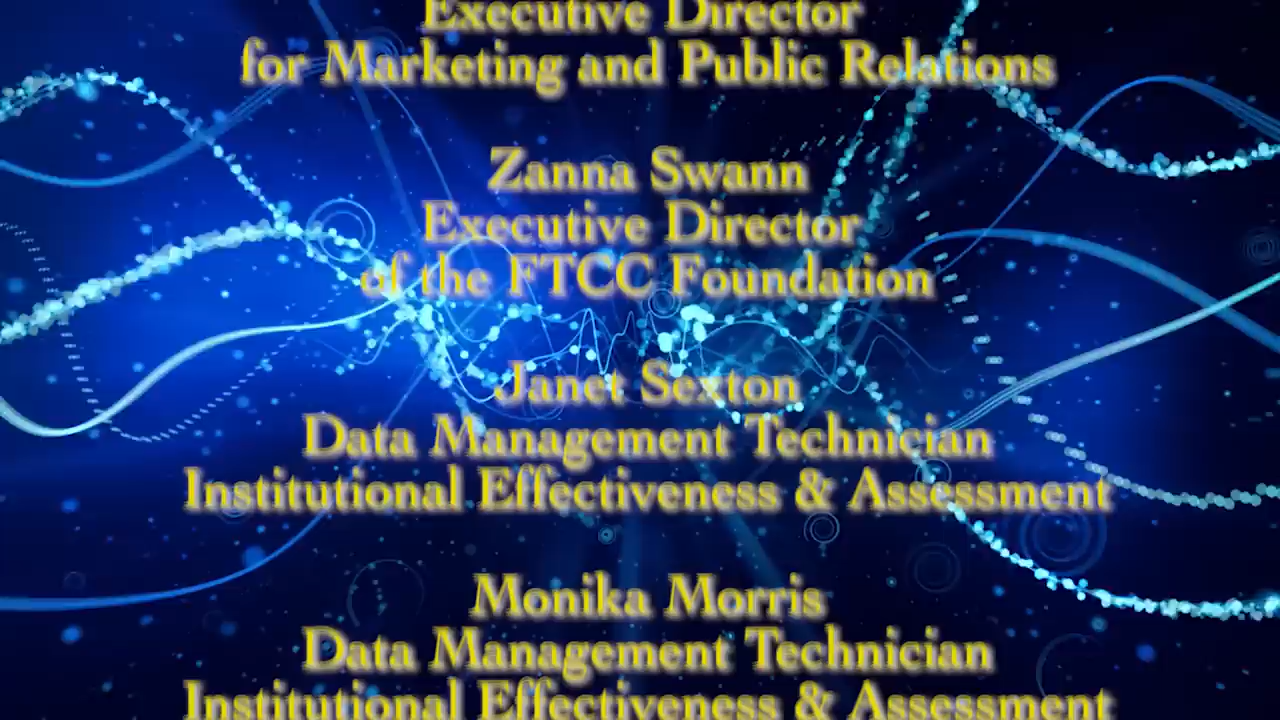 Executive Director
for Marketing and Public Relations
Zanna Swann
Executive Director
of the FTCC Foundation
Janet Sexton
Data Management Technician
Institutional Effectiveness & Assessment
Monika Morris
Data Management Technician
Institutional Effectiveness & Assessment